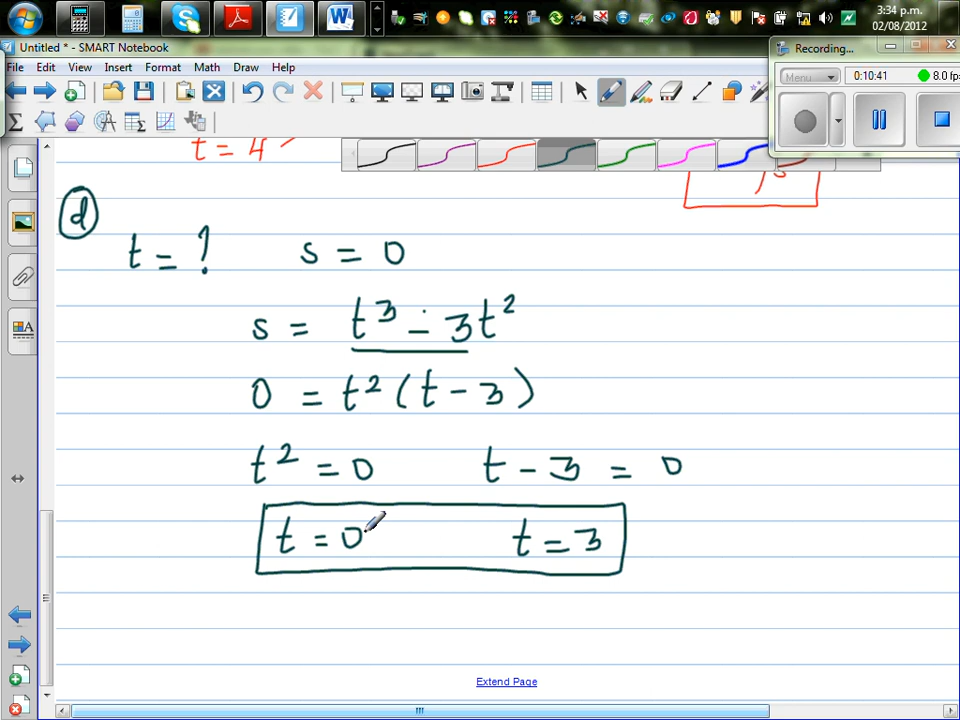 3:34 p.m.
02/08/2012
Untitled * - SMART Notebook
Recording...
File Edit View Insert Format Math Draw Help
Menu
0:10:41
8.0 fp
t = 4
d
t = ? s = 0
s = t³ - 3t²
0 = t² ( t - 3 )
t² = 0 t - 3 = 0
t = 0 t = 3
Extend Page